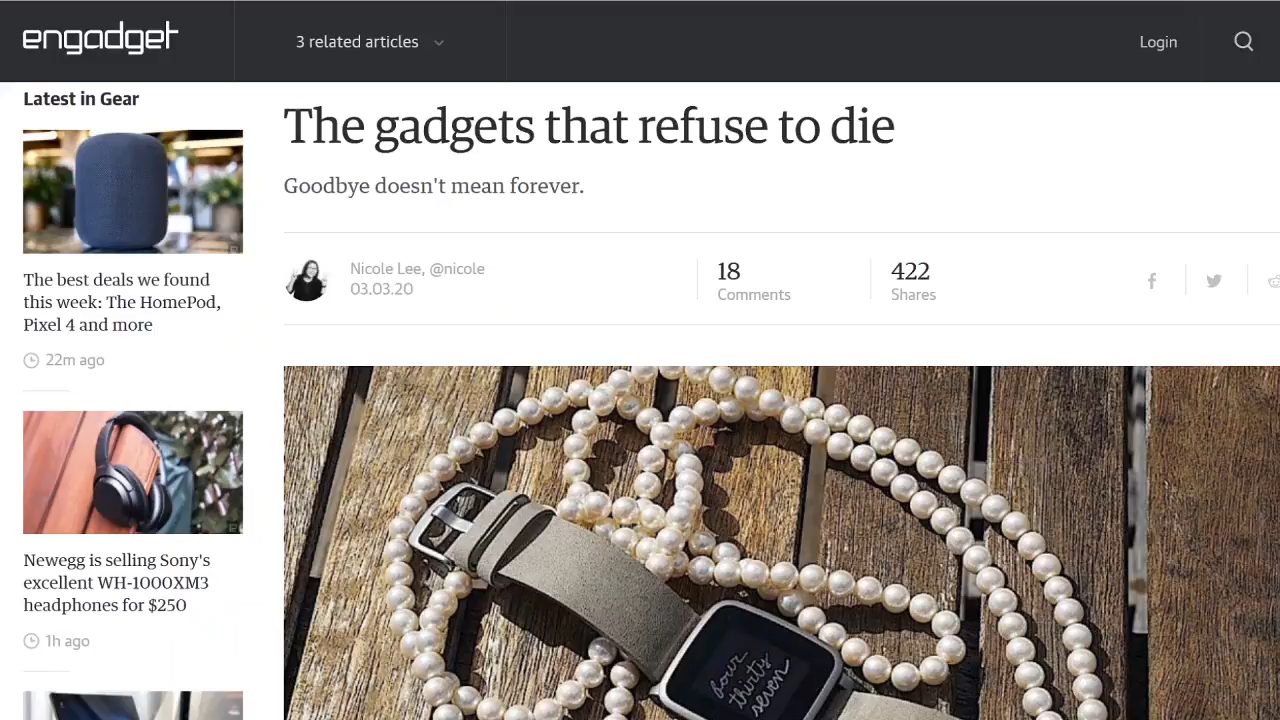 engadget
3 related articles
Login
Latest in Gear
The best deals we found
this week: The HomePod,
Pixel 4 and more
22m ago
Newegg is selling Sony's
excellent WH-1000XM3
headphones for $250
1h ago
The gadgets that refuse to die
Goodbye doesn't mean forever.
Nicole Lee, @nicole
03.03.20
18
Comments
422
Shares
four
thirty
seven